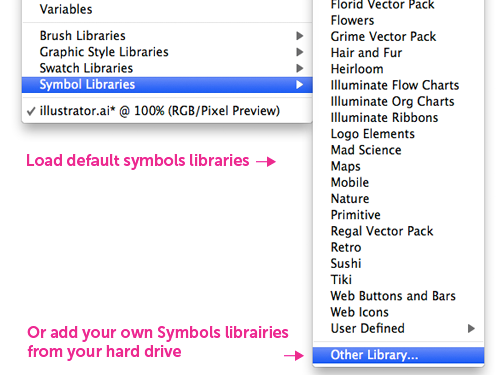 Variables
Brush Libraries
Graphic Style Libraries
Swatch Libraries
Symbol Libraries
✓ illustrator.ai* @ 100% (RGB/Pixel Preview)
Load default symbols libraries
Or add your own Symbols librairies
from your hard drive
Florid Vector Pack
Flowers
Grime Vector Pack
Hair and Fur
Heirloom
Illuminate Flow Charts
Illuminate Org Charts
Illuminate Ribbons
Logo Elements
Mad Science
Maps
Mobile
Nature
Primitive
Regal Vector Pack
Retro
Sushi
Tiki
Web Buttons and Bars
Web Icons
User Defined
Other Library...